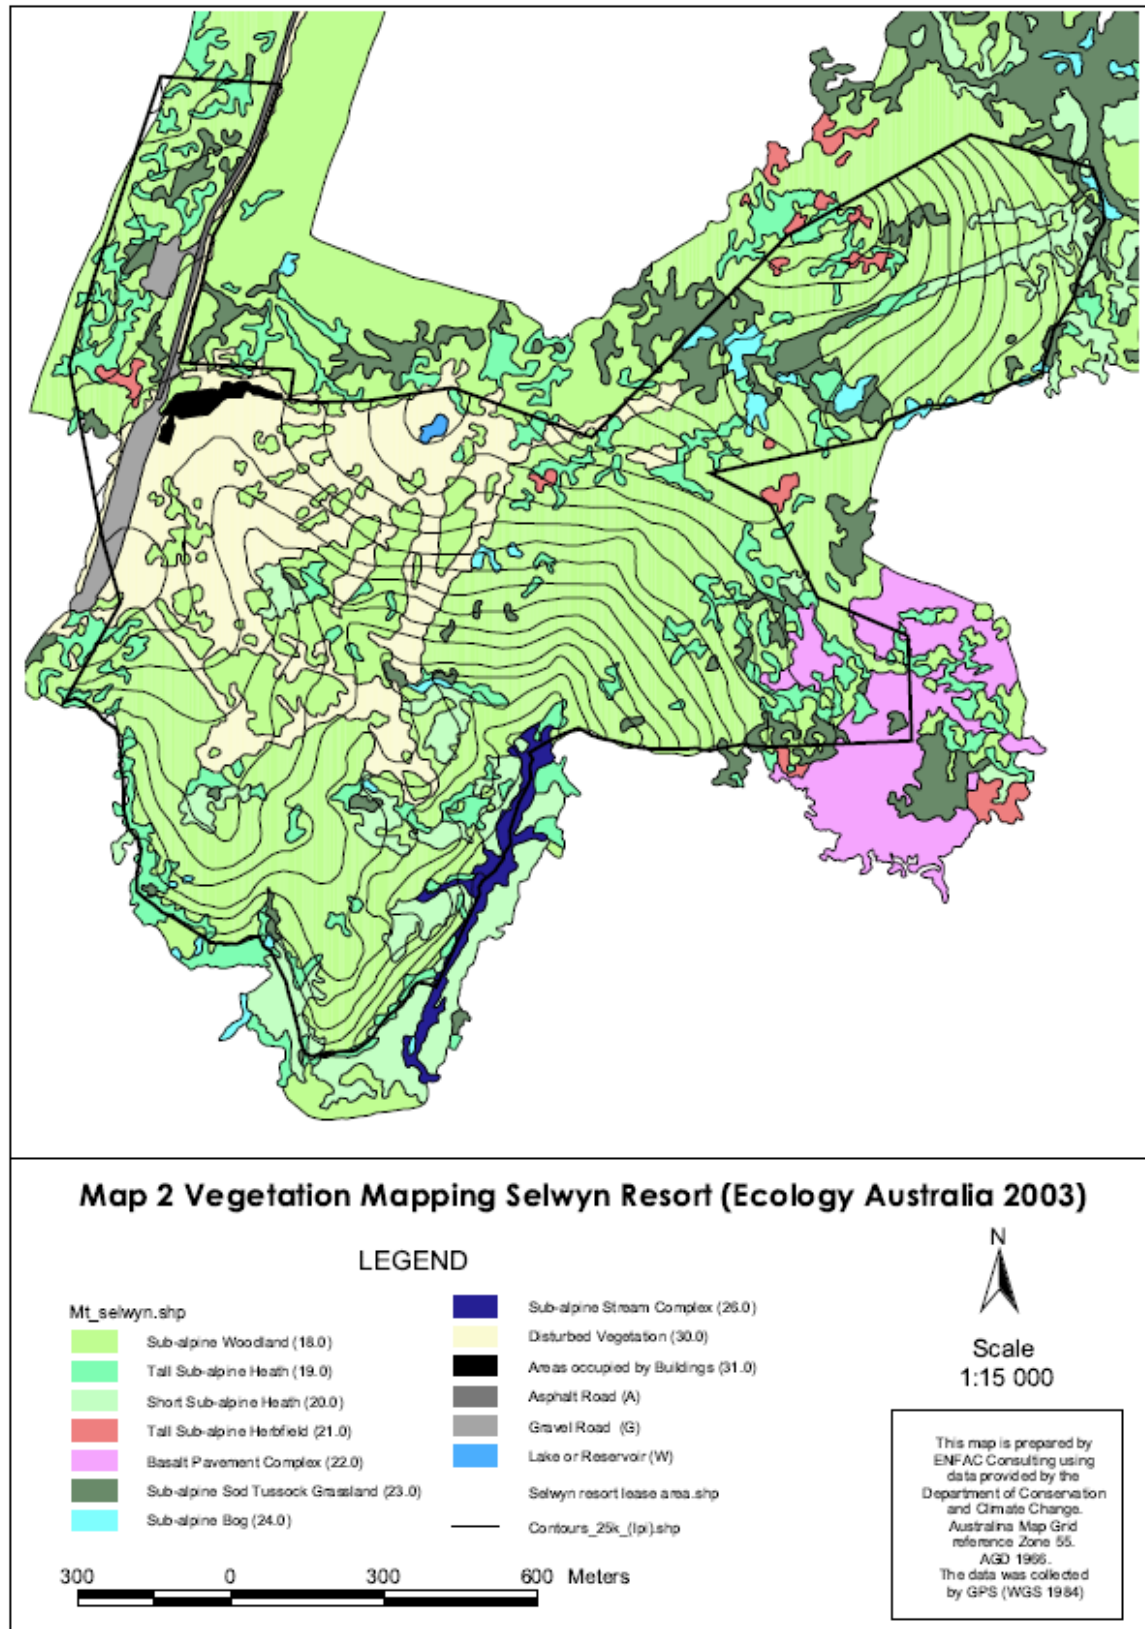 Map 2 Vegetation Mapping Selwyn Resort (Ecology Australia 2003)
LEGEND
Mt_selwyn.shp
Sub-alpine Woodland (18.0)
Tall Sub-alpine Heath (19.0)
Short Sub-alpine Heath (20.0)
Tall Sub-alpine Herbfield (21.0)
Basalt Pavement Complex (22.0)
Sub-alpine Sod Tussock Grassland (23.0)
Sub-alpine Bog (24.0)
Sub-alpine Stream Complex (26.0)
Disturbed Vegetation (30.0)
Areas occupied by Buildings (31.0)
Asphalt Road (A)
Gravel Road (G)
Lake or Reservoir (W)
Selwyn resort lease area.shp
Contours_25k_(lpi).shp
300 0 300 600 Meters
N
Scale
1:15 000
This map is prepared by
ENFAC Consulting using
data provided by the
Department of Conservation
and Climate Change.
Australina Map Grid
reference Zone 55.
AGD 1966.
The data was collected
by GPS (WGS 1984)